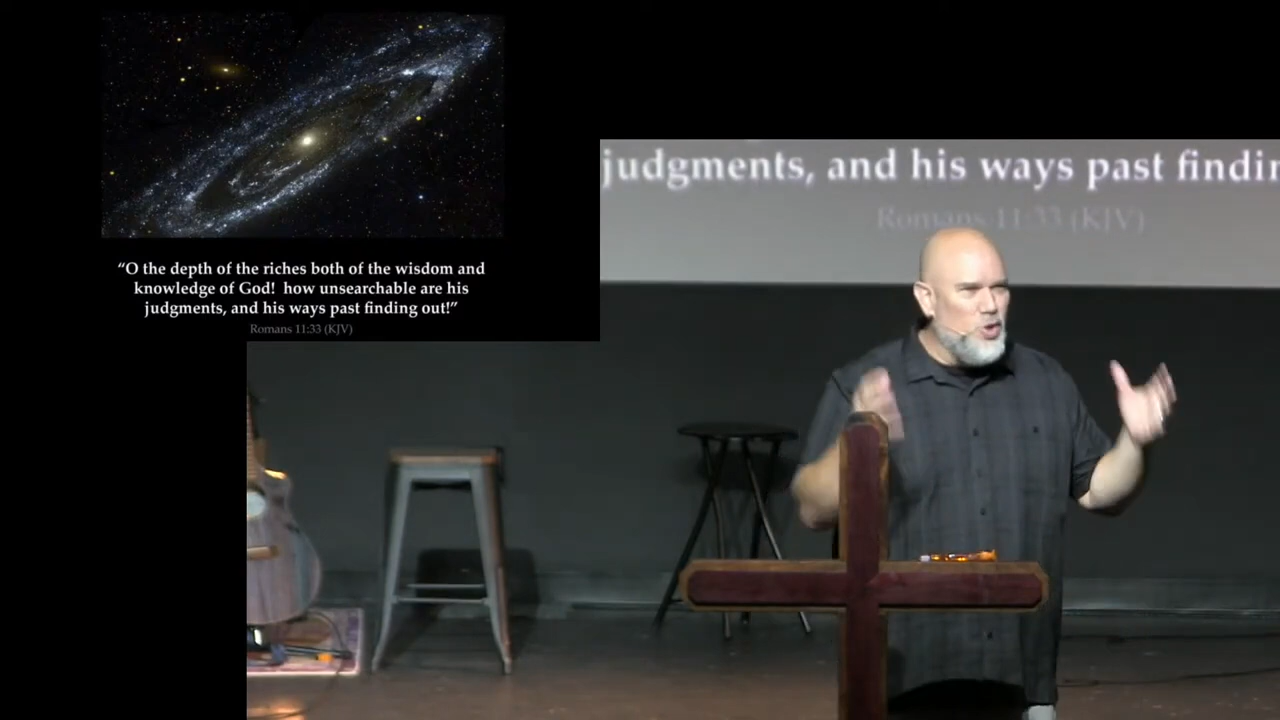 “O the depth of the riches both of the wisdom and
knowledge of God!  how unsearchable are his
judgments, and his ways past finding out!”
Romans 11:33 (KJV)
judgments, and his ways past
Romans 11:33 (KJV)